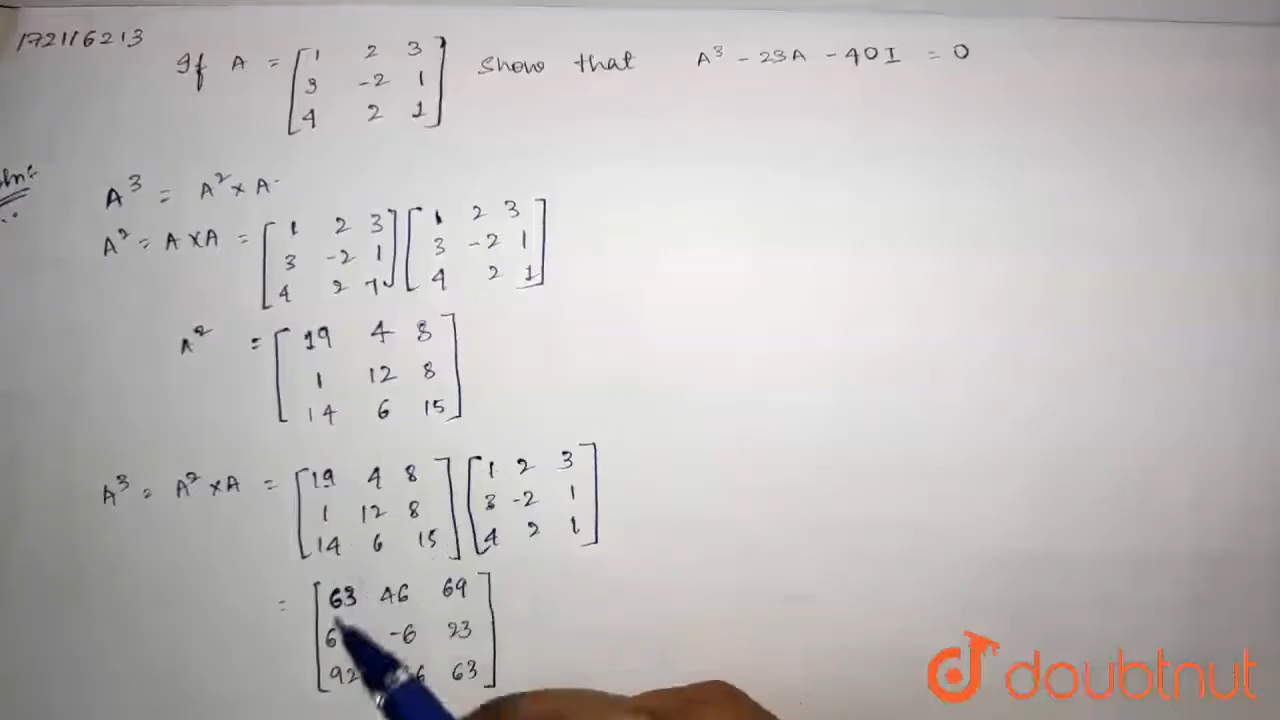 172116213
If A = [1 2 3
3 -2 1
4 2 1] Show that A³ - 23A - 40I = 0
A³ = A² × A
A² = A × A = [1 2 3
3 -2 1
4 2 1] [1 2 3
3 -2 1
4 2 1]
A² = [19 4 8
1 12 8
14 6 15]
A³ = A² × A = [19 4 8
1 12 8
14 6 15] [1 2 3
3 -2 1
4 2 1]
= [63 46 69
-6 23
92 63]
doubtnut